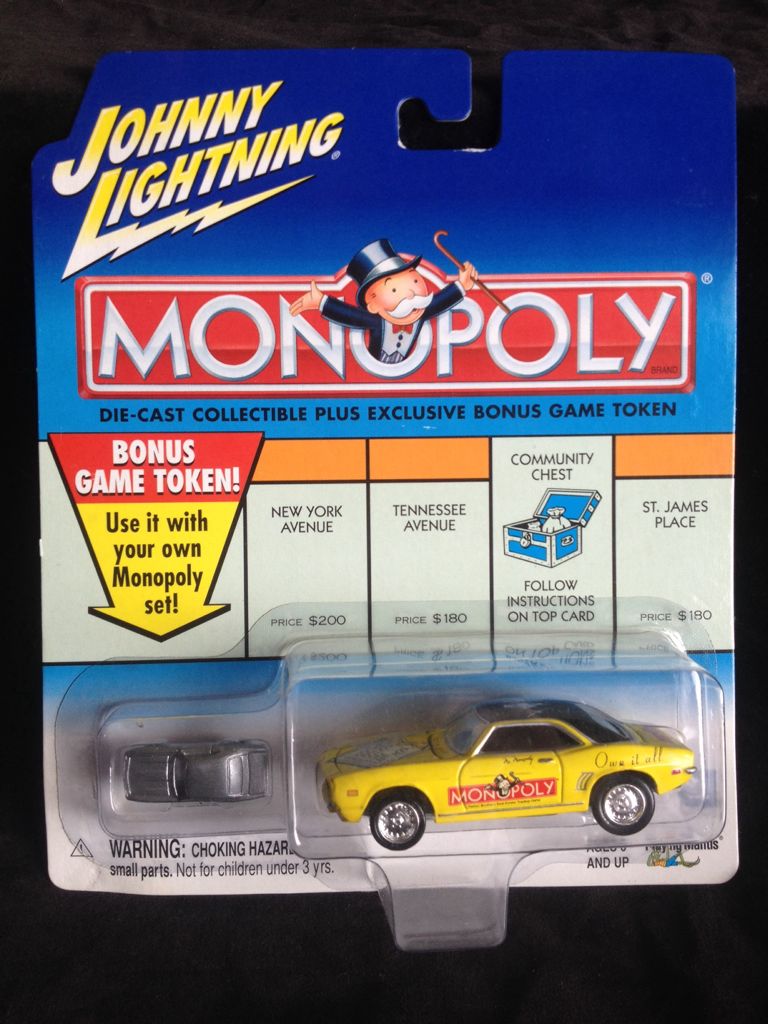 JOHNNY
LIGHTNING®
MONOPOLY®
BRAND
DIE-CAST COLLECTIBLE PLUS EXCLUSIVE BONUS GAME TOKEN
BONUS
GAME TOKEN!
Use it with
your own
Monopoly
set!
NEW YORK
AVENUE
PRICE $200
TENNESSEE
AVENUE
PRICE $180
COMMUNITY
CHEST
FOLLOW
INSTRUCTIONS
ON TOP CARD
ST. JAMES
PLACE
PRICE $180
Own it all
MONOPOLY
WARNING: CHOKING HAZAR
small parts. Not for children under 3 yrs.
AND UP
Playing Mantis